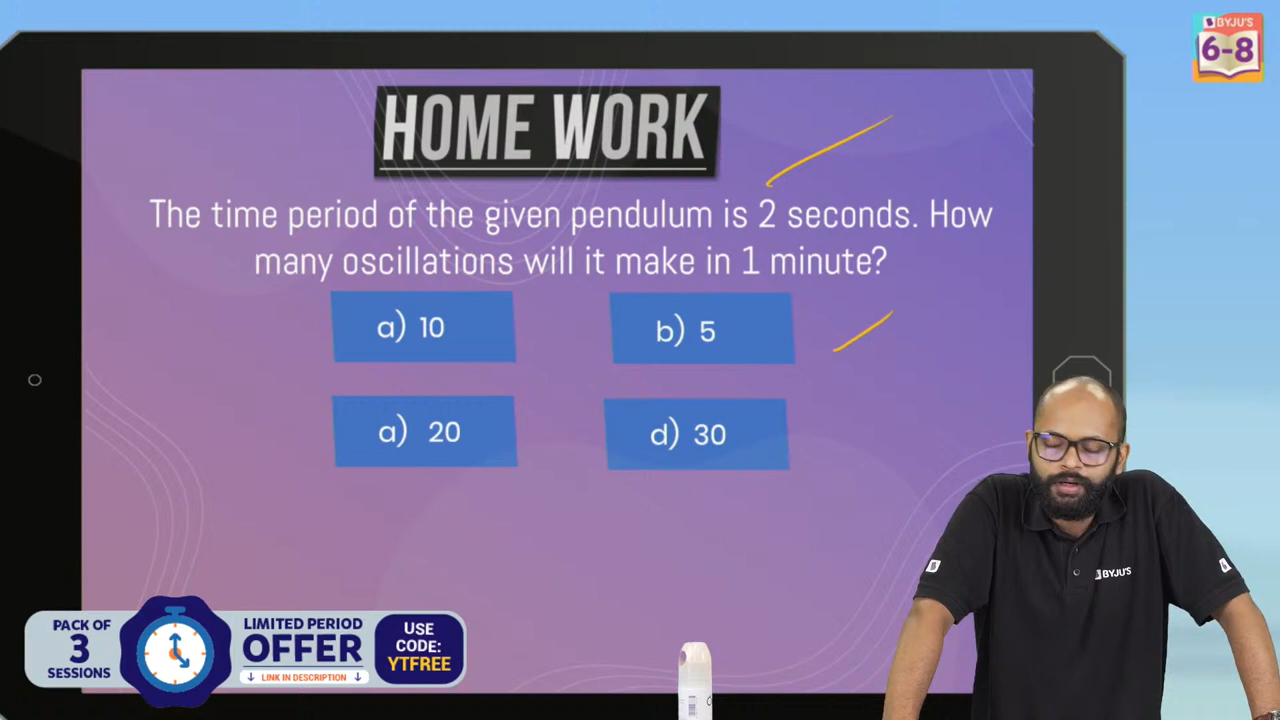 BYJU'S
6-8
HOME WORK
The time period of the given pendulum is 2 seconds. How
many oscillations will it make in 1 minute?
a) 10
b) 5
a) 20
d) 30
BYJU'S
PACK OF
3
SESSIONS
LIMITED PERIOD
OFFER
LINK IN DESCRIPTION
USE
CODE:
YTFREE